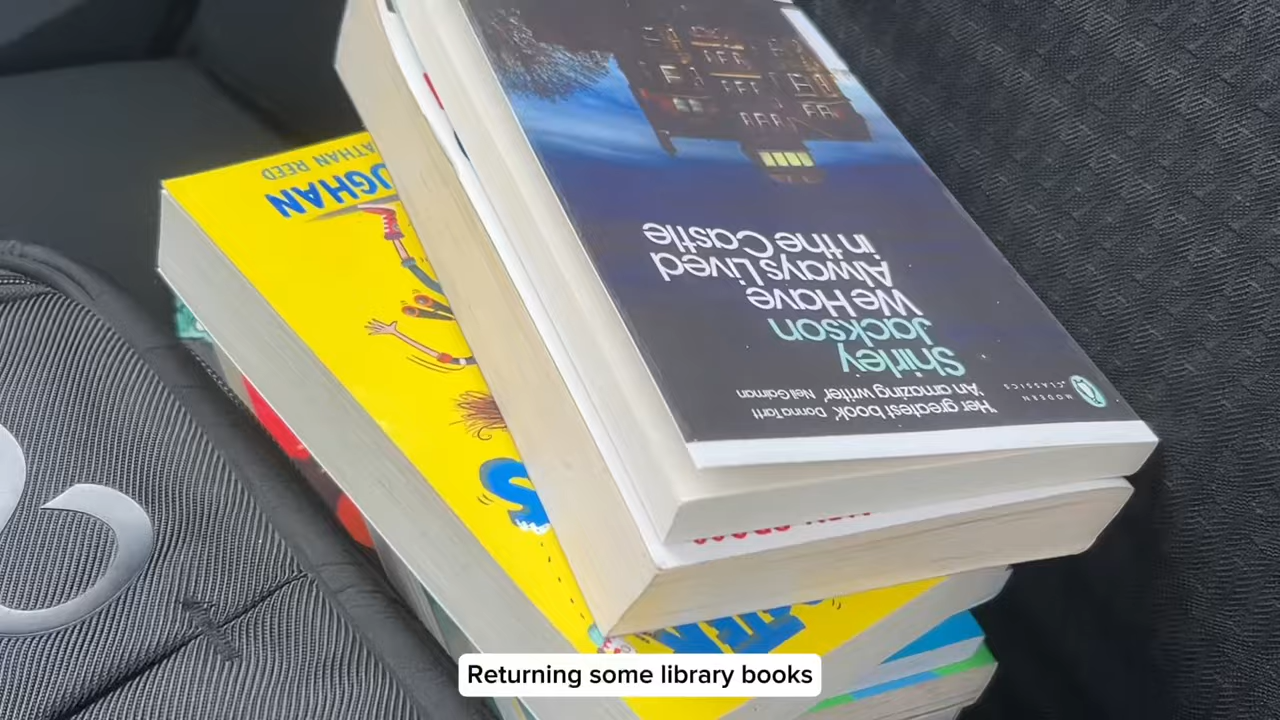 'Her greatest book' Donna Tartt
'An amazing writer' Neil Gaiman
Shirley
Jackson
We Have
Always Lived
in the Castle
MODERN
CLASSICS
ATHAN REED
UGHAN
S
Returning some library books